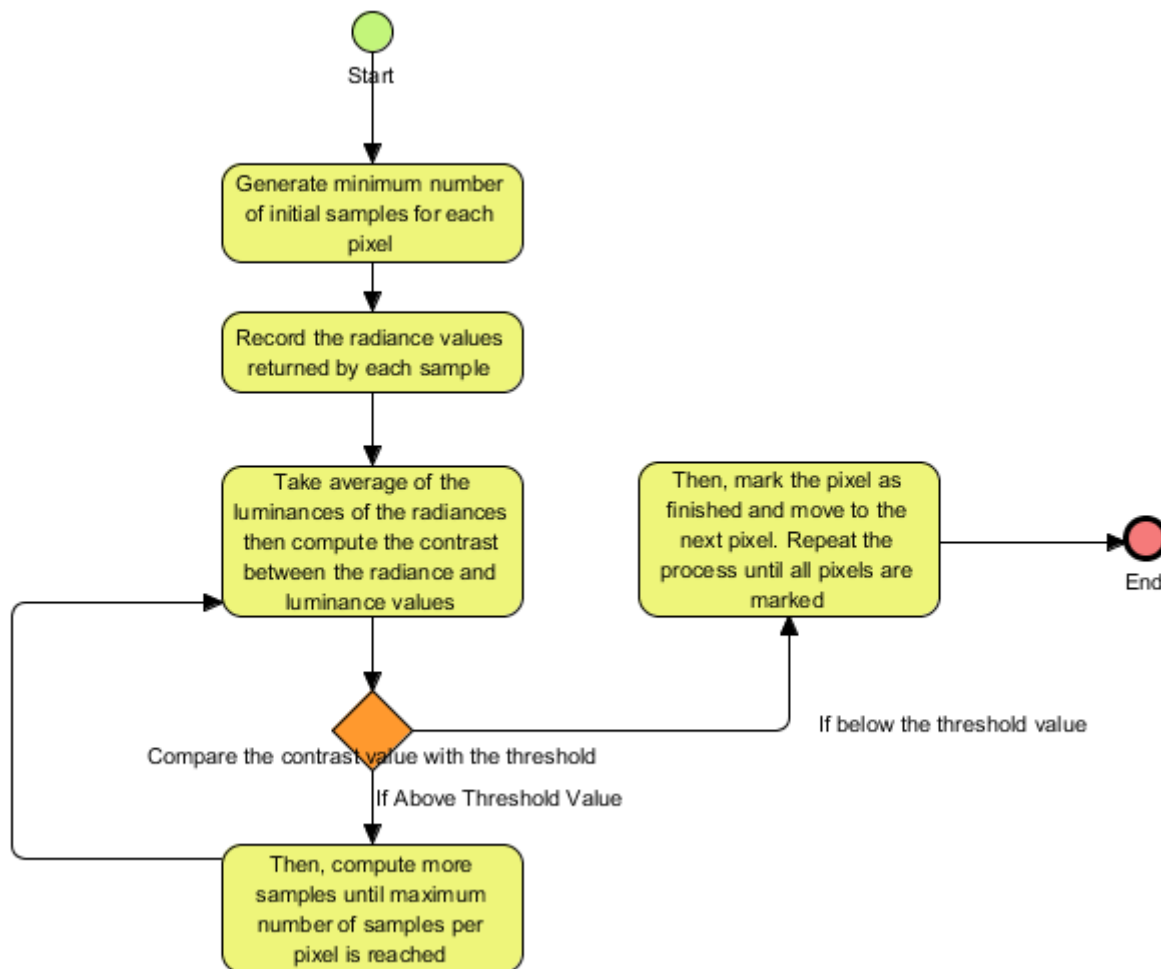 Start
Generate minimum number
of initial samples for each
pixel
Record the radiance values
returned by each sample
Take average of the
luminances of the radiances
then compute the contrast
between the radiance and
luminance values
Then, mark the pixel as
finished and move to the
next pixel. Repeat the
process until all pixels are
marked
End
If below the threshold value
Compare the contrast value with the threshold
If Above Threshold Value
Then, compute more
samples until maximum
number of samples per
pixel is reached